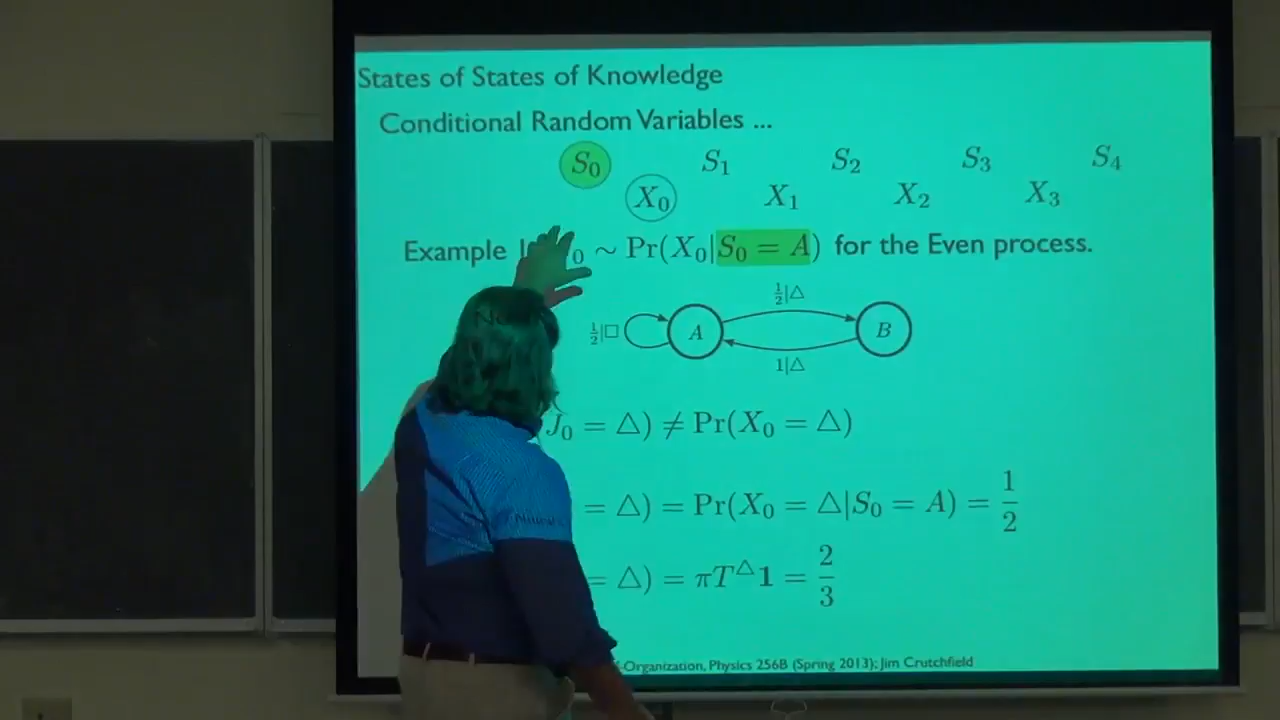 States of States of Knowledge
Conditional Random Variables ...
S₀ S₁ S₂ S₃ S₄
X₀ X₁ X₂ X₃
Example ₀ ∼ Pr(X₀|S₀ = A) for the Even process.
½|△
½|□ A B
1|△
J₀ = △) ≠ Pr(X₀ = △)
= △) = Pr(X₀ = △|S₀ = A) = 1/2
= △) = πT^△ 1 = 2/3
-Organization, Physics 256B (Spring 2013); Jim Crutchfield